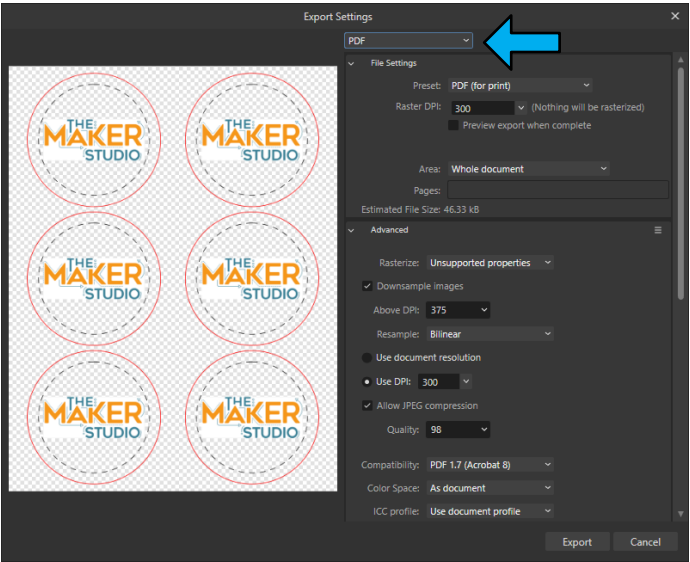 Export Settings
PDF
File Settings
Preset: PDF (for print)
Raster DPI: 300 (Nothing will be rasterized)
Preview export when complete
Area: Whole document
Pages:
Estimated File Size: 46.33 kB
Advanced
Rasterize: Unsupported properties
Downsample images
Above DPI: 375
Resample: Bilinear
Use document resolution
Use DPI: 300
Allow JPEG compression
Quality: 98
Compatibility: PDF 1.7 (Acrobat 8)
Color Space: As document
ICC profile: Use document profile
Export Cancel
THE
MAKER
STUDIO
THE
MAKER
STUDIO
THE
MAKER
STUDIO
THE
MAKER
STUDIO
THE
MAKER
STUDIO
THE
MAKER
STUDIO